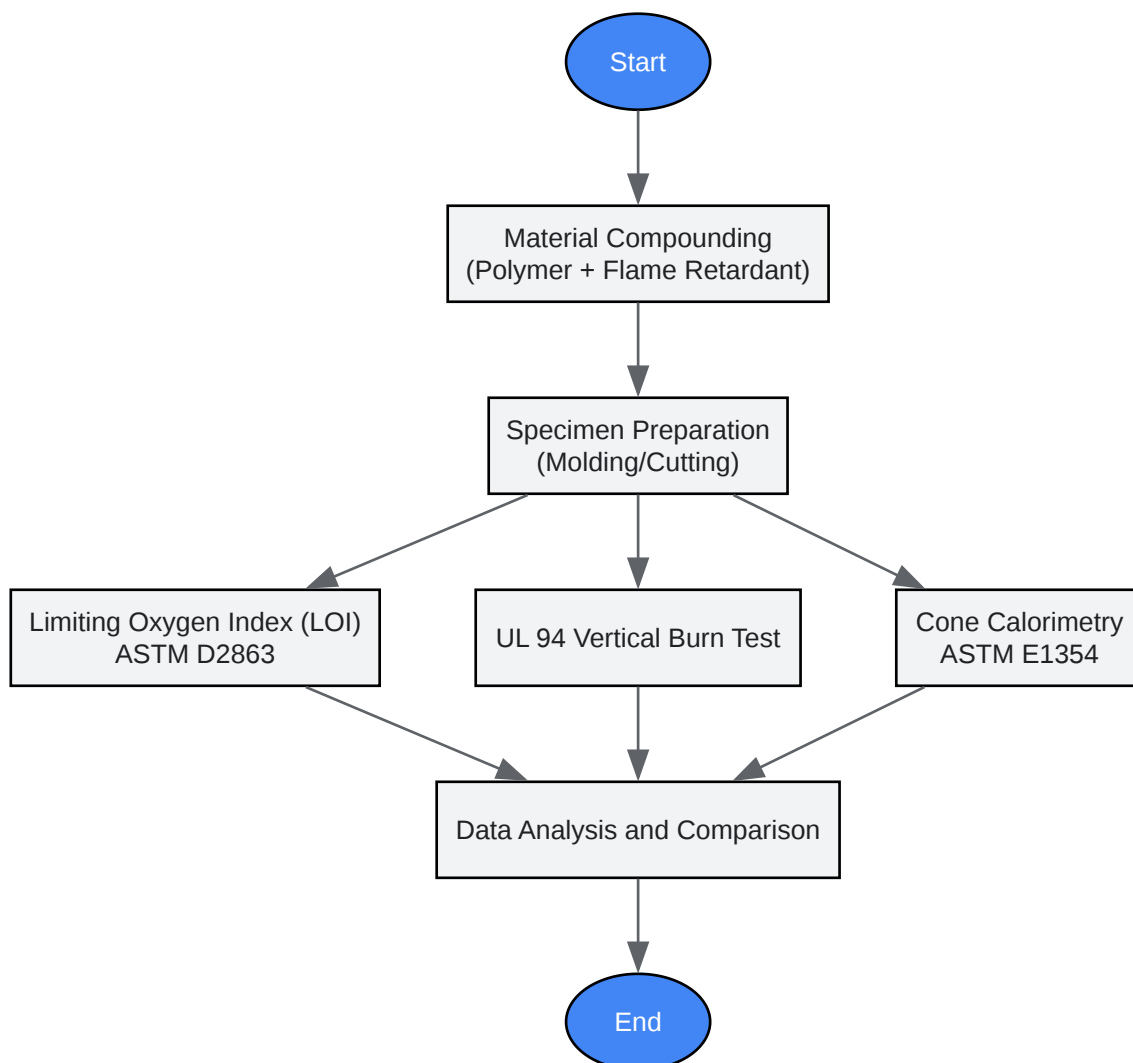 Start
Material Compounding
(Polymer + Flame Retardant)
Specimen Preparation
(Molding/Cutting)
Limiting Oxygen Index (LOI)
ASTM D2863
UL 94 Vertical Burn Test
Cone Calorimetry
ASTM E1354
Data Analysis and Comparison
End